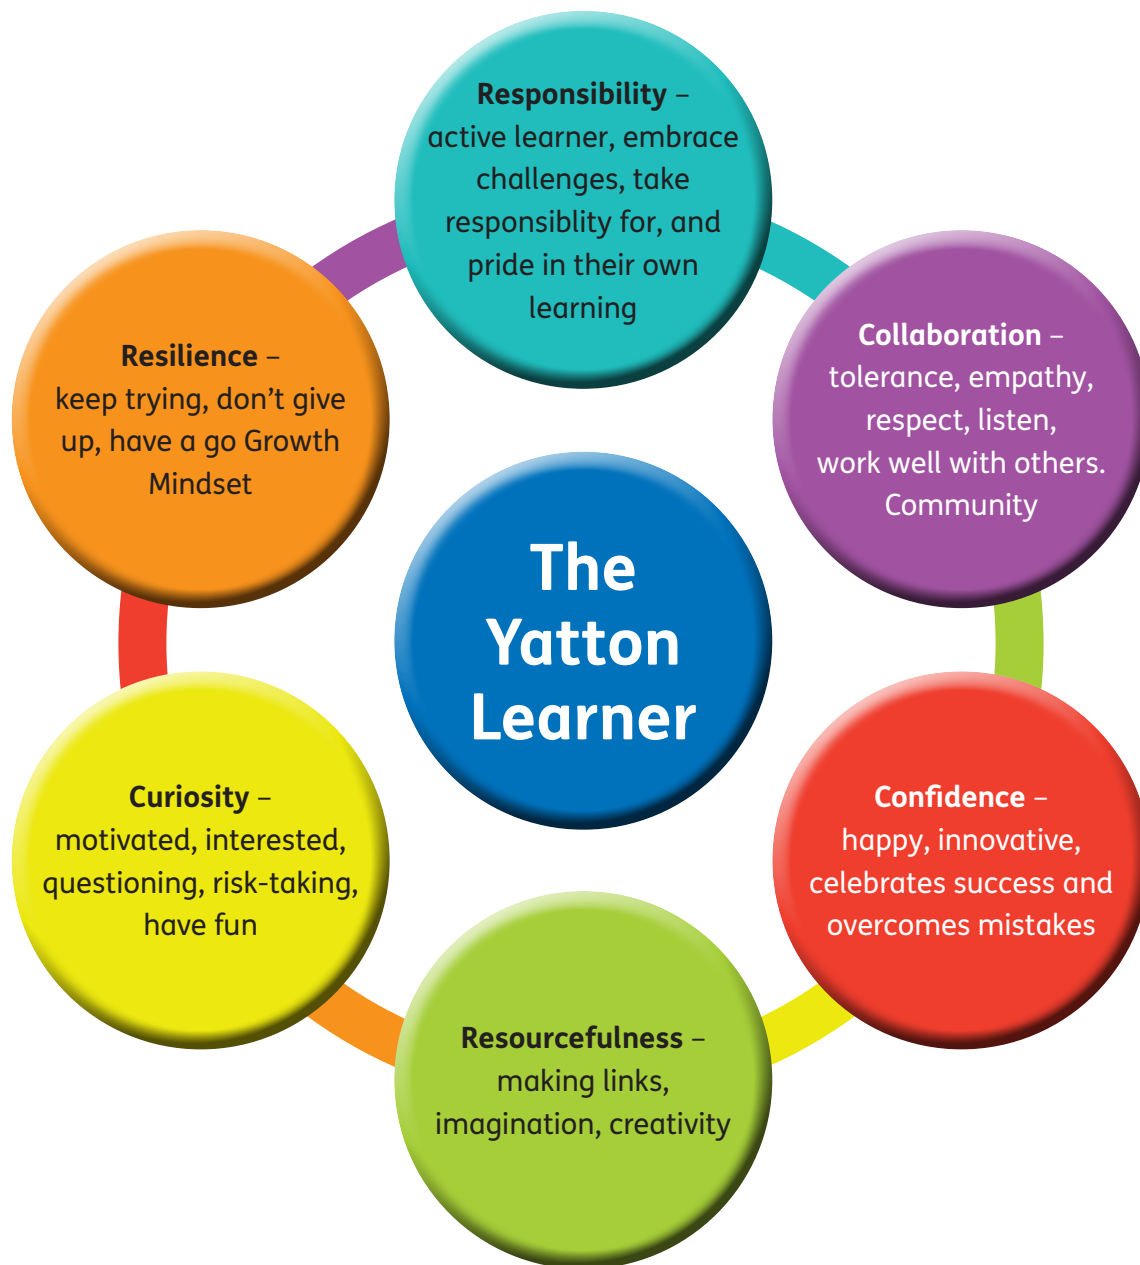 Responsibility –
active learner, embrace
challenges, take
responsiblity for, and
pride in their own
learning
Collaboration –
tolerance, empathy,
respect, listen,
work well with others.
Community
Resilience –
keep trying, don’t give
up, have a go Growth
Mindset
The
Yatton
Learner
Curiosity –
motivated, interested,
questioning, risk-taking,
have fun
Confidence –
happy, innovative,
celebrates success and
overcomes mistakes
Resourcefulness –
making links,
imagination, creativity